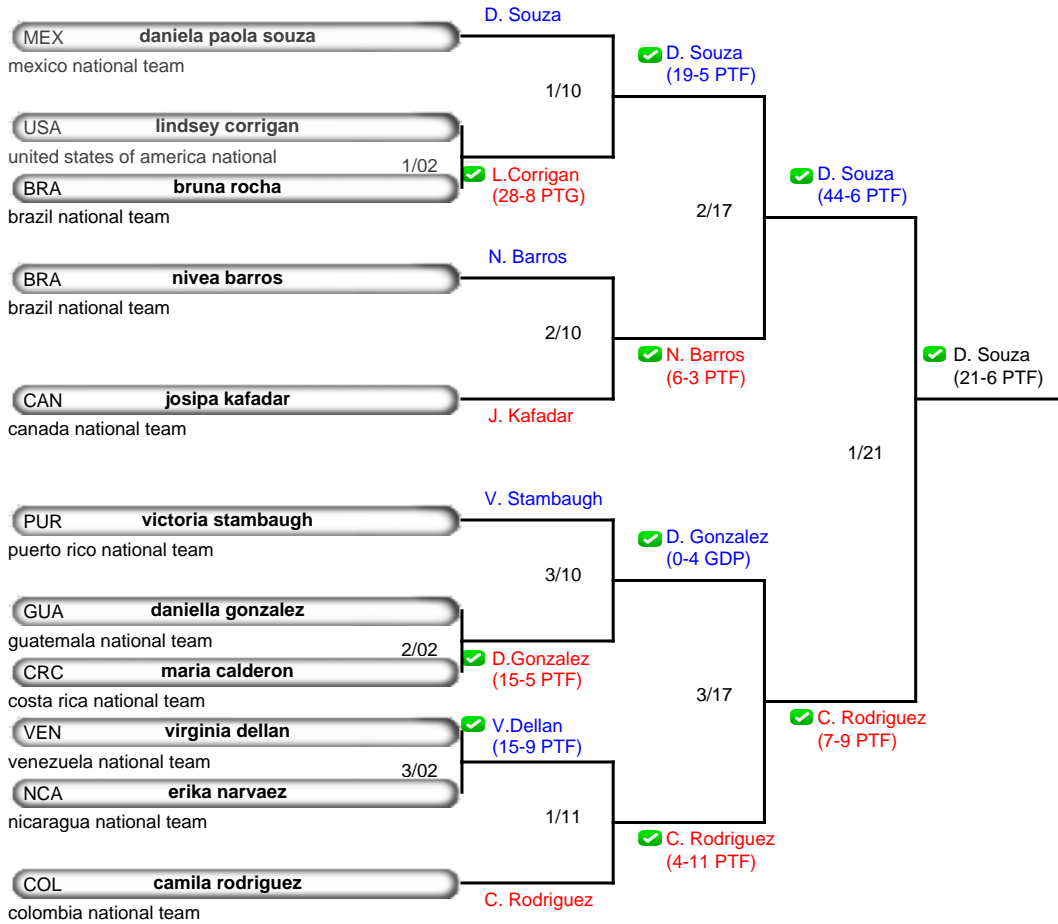 D. Souza
MEX daniela paola souza
mexico national team
D. Souza
(19-5 PTF)
1/10
USA lindsey corrigan
united states of america national
1/02
L.Corrigan
(28-8 PTG)
BRA bruna rocha
brazil national team
D. Souza
(44-6 PTF)
2/17
N. Barros
BRA nivea barros
brazil national team
2/10
N. Barros
(6-3 PTF)
D. Souza
(21-6 PTF)
CAN josipa kafadar
canada national team
J. Kafadar
1/21
V. Stambaugh
PUR victoria stambaugh
puerto rico national team
D. Gonzalez
(0-4 GDP)
3/10
GUA daniella gonzalez
guatemala national team
2/02
D.Gonzalez
(15-5 PTF)
CRC maria calderon
costa rica national team
3/17
C. Rodriguez
(7-9 PTF)
VEN virginia dellan
venezuela national team
V.Dellan
(15-9 PTF)
3/02
NCA erika narvaez
nicaragua national team
1/11
C. Rodriguez
(4-11 PTF)
COL camila rodriguez
colombia national team
C. Rodriguez